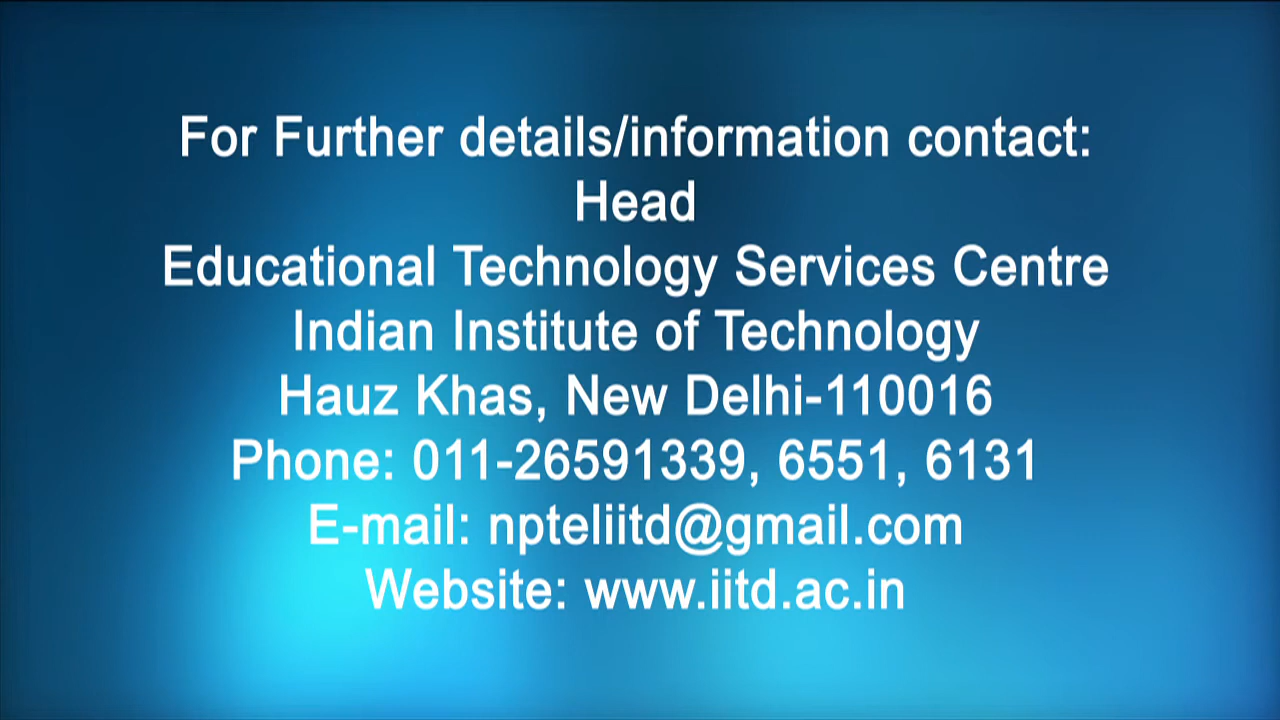 For Further details/information contact:
Head
Educational Technology Services Centre
Indian Institute of Technology
Hauz Khas, New Delhi-110016
Phone: 011-26591339, 6551, 6131
E-mail: npteliitd@gmail.com
Website: www.iitd.ac.in